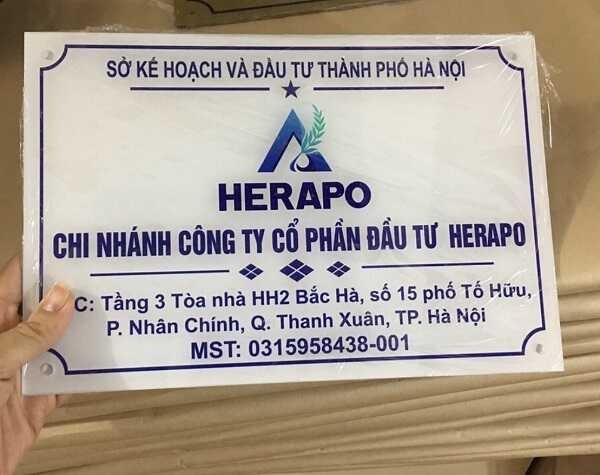 SỞ KẾ HOẠCH VÀ ĐẦU TƯ THÀNH PHỐ HÀ NỘI
HERAPO
CHI NHÁNH CÔNG TY CỔ PHẦN ĐẦU TƯ HERAPO
C: Tầng 3 Tòa nhà HH2 Bắc Hà, số 15 phố Tố Hữu,
P. Nhân Chính, Q. Thanh Xuân, TP. Hà Nội
MST: 0315958438-001